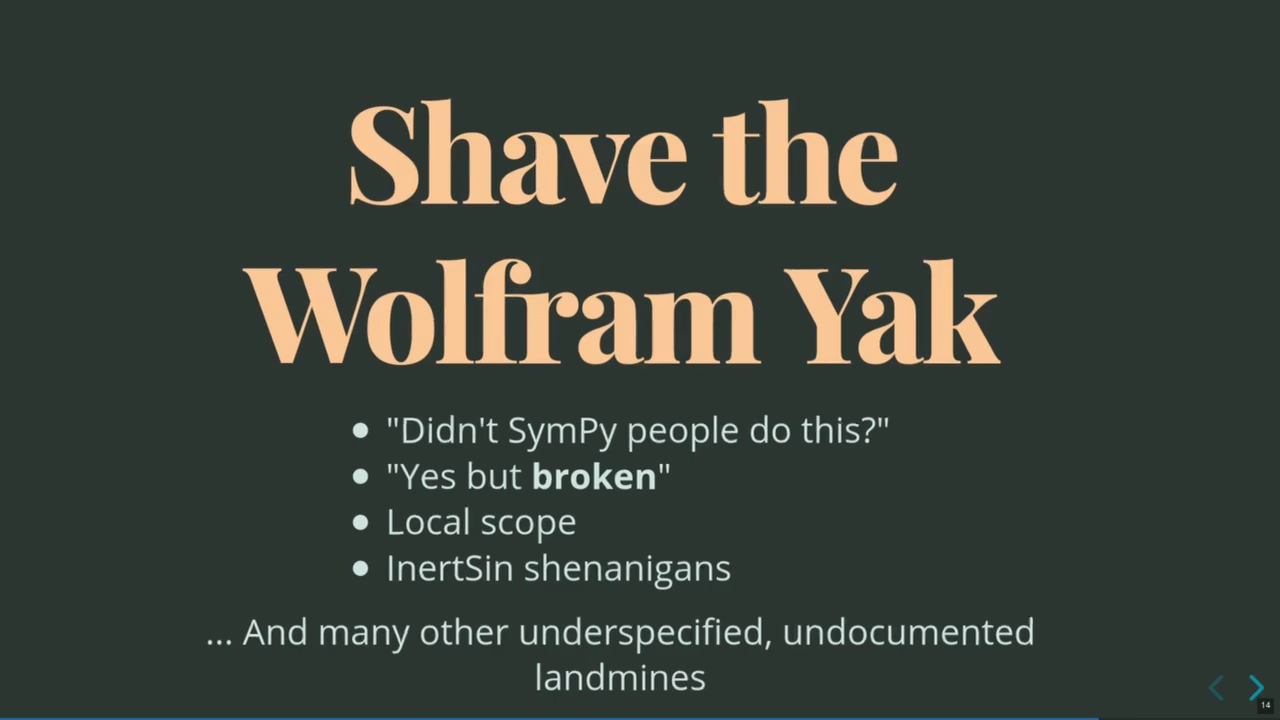 Shave the
Wolfram Yak
"Didn't SymPy people do this?"
"Yes but broken"
Local scope
InertSin shenanigans
... And many other underspecified, undocumented
landmines
14